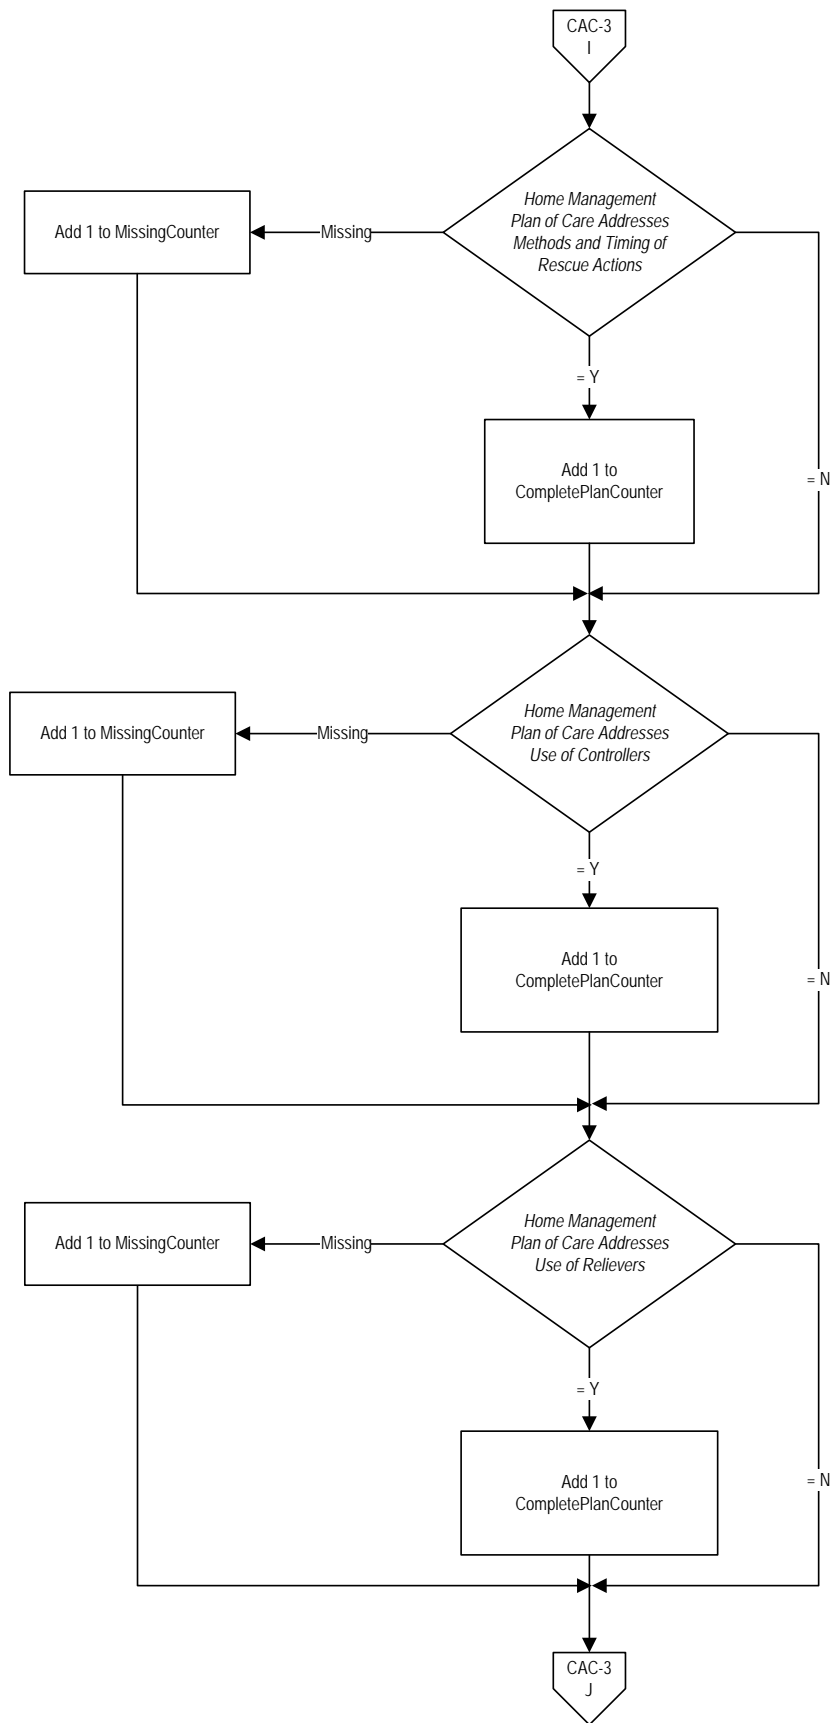 CAC-3
I
Home Management
Plan of Care Addresses
Methods and Timing of
Rescue Actions
Add 1 to MissingCounter
Missing
= Y
Add 1 to
CompletePlanCounter
= N
Home Management
Plan of Care Addresses
Use of Controllers
Add 1 to MissingCounter
Missing
= Y
Add 1 to
CompletePlanCounter
= N
Home Management
Plan of Care Addresses
Use of Relievers
Add 1 to MissingCounter
Missing
= Y
Add 1 to
CompletePlanCounter
= N
CAC-3
J